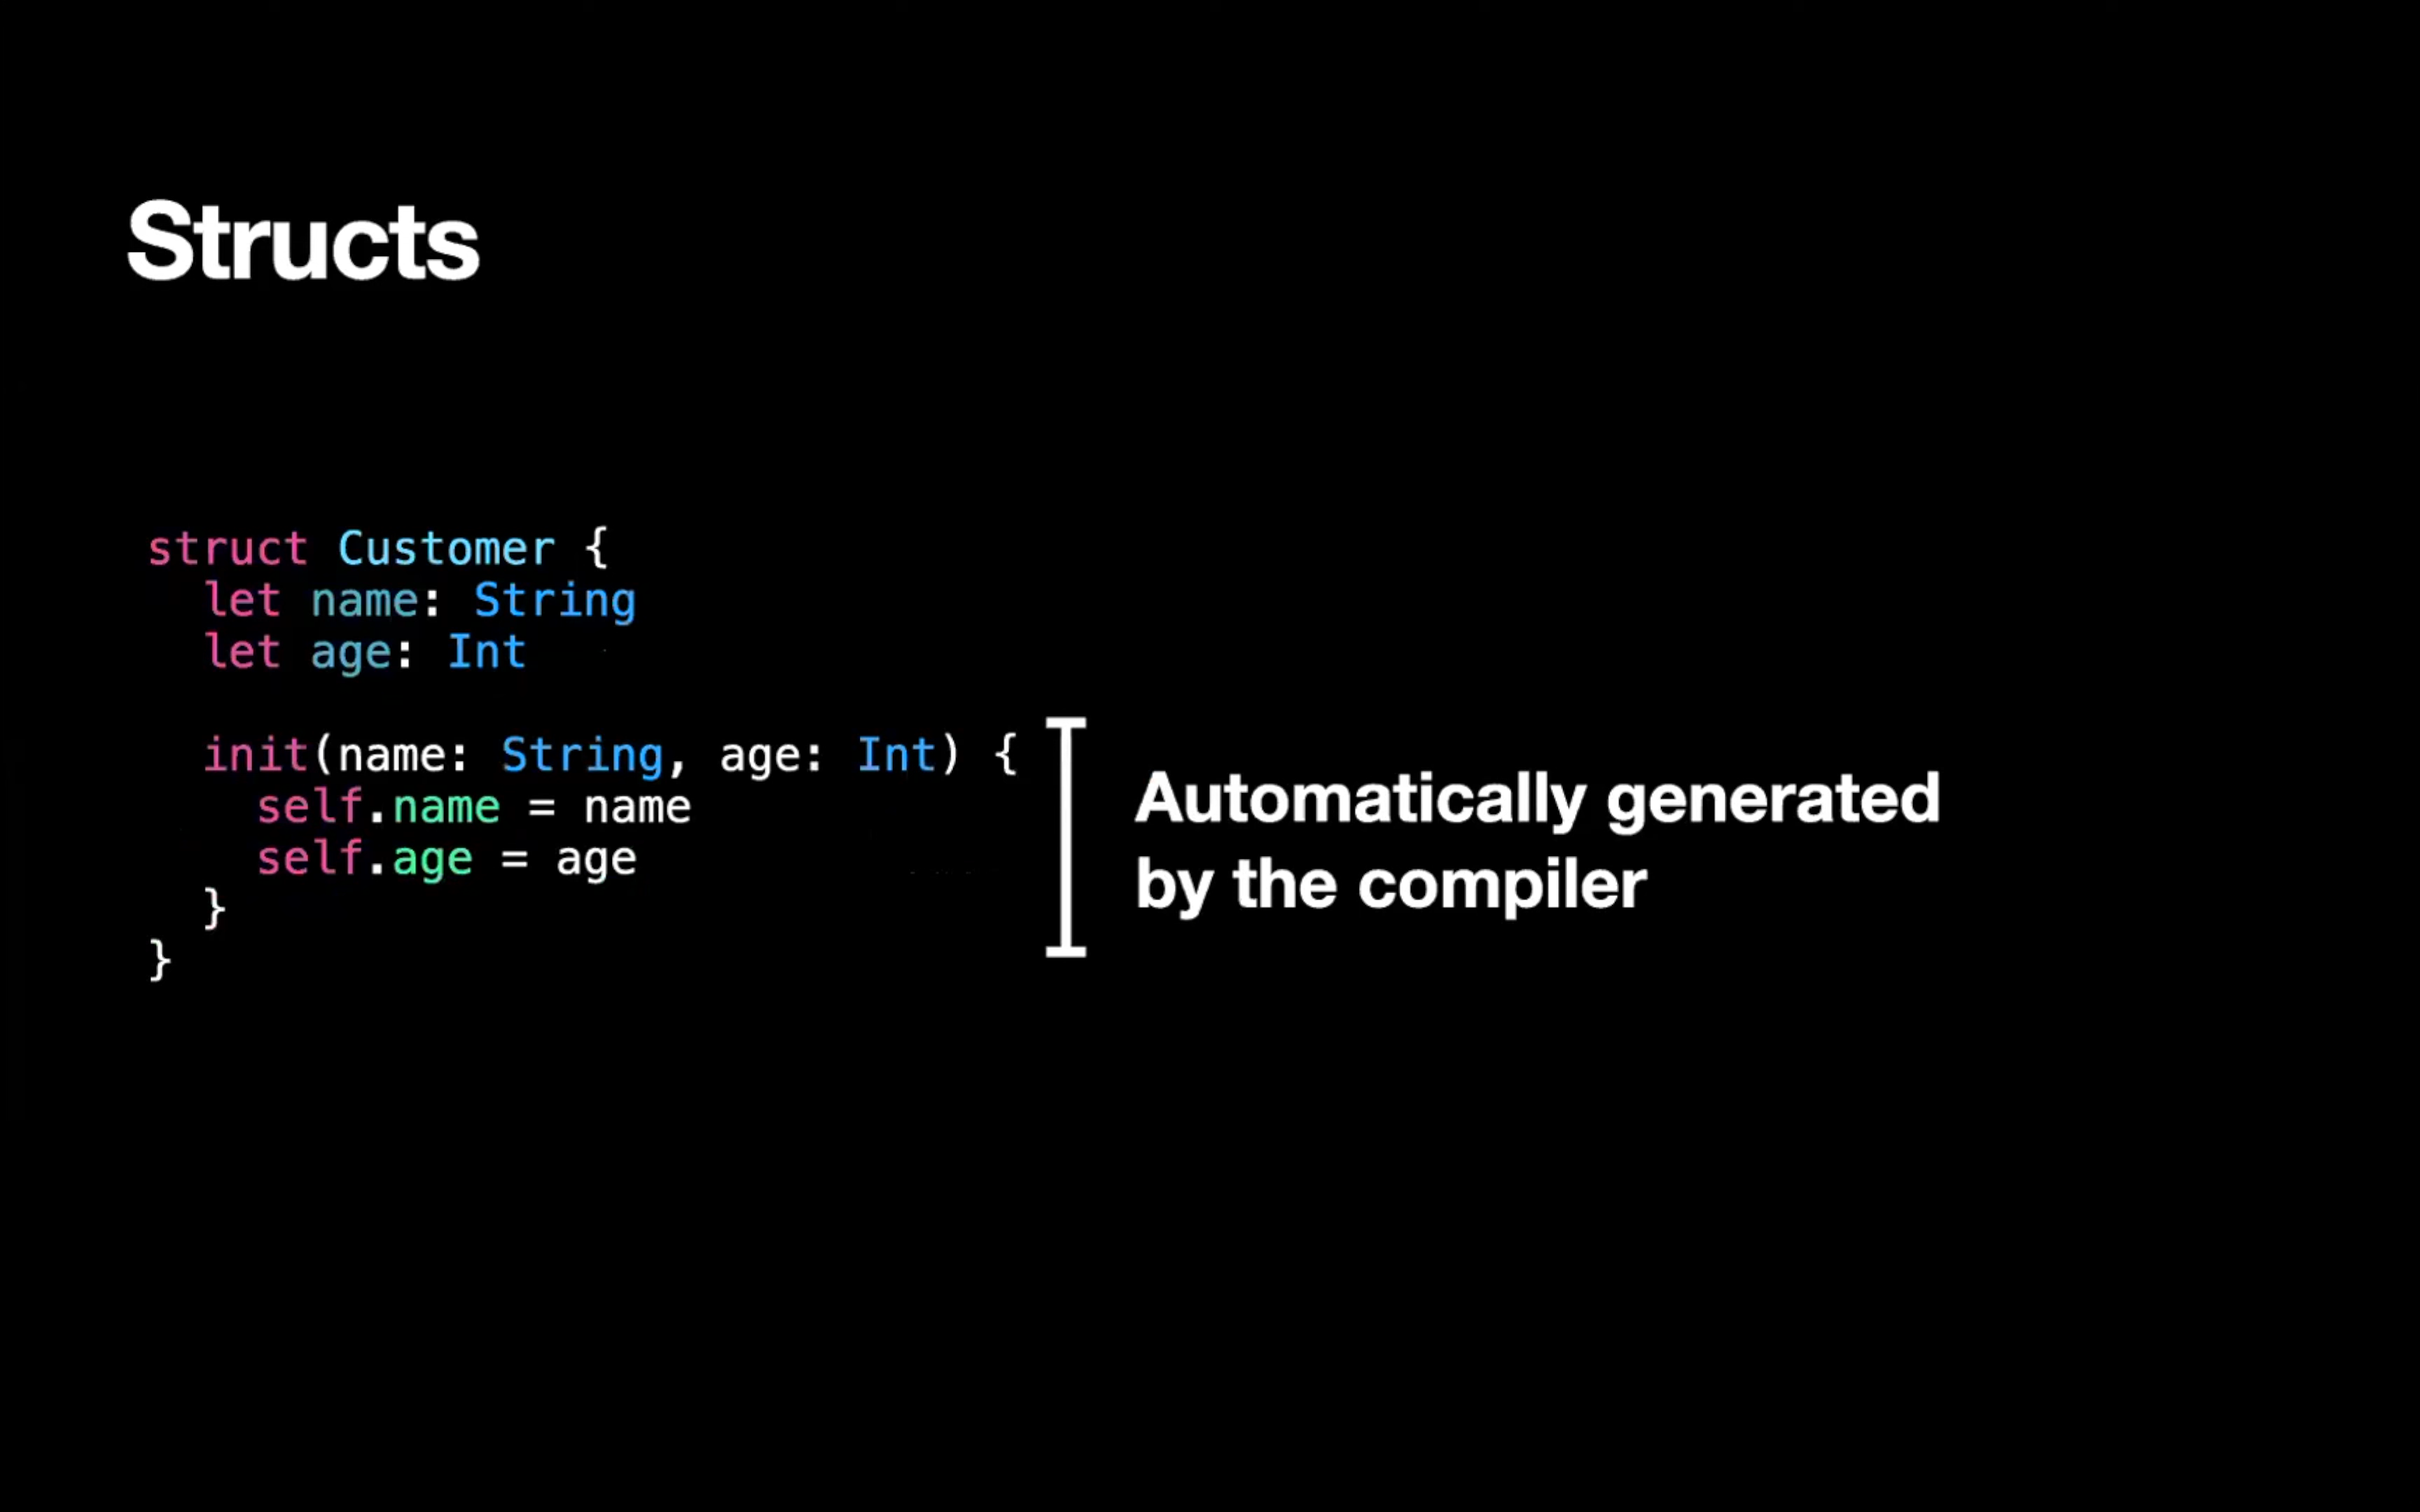 Structs
struct Customer {
  let name: String
  let age: Int
  init(name: String, age: Int) {
    self.name = name
    self.age = age
  }
}
Automatically generated
by the compiler